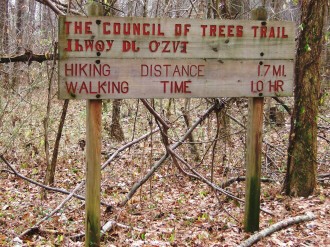 THE COUNCIL OF TREES TRAIL
HIKING DISTANCE 1.7 MI.
WALKING TIME 1.0 HR